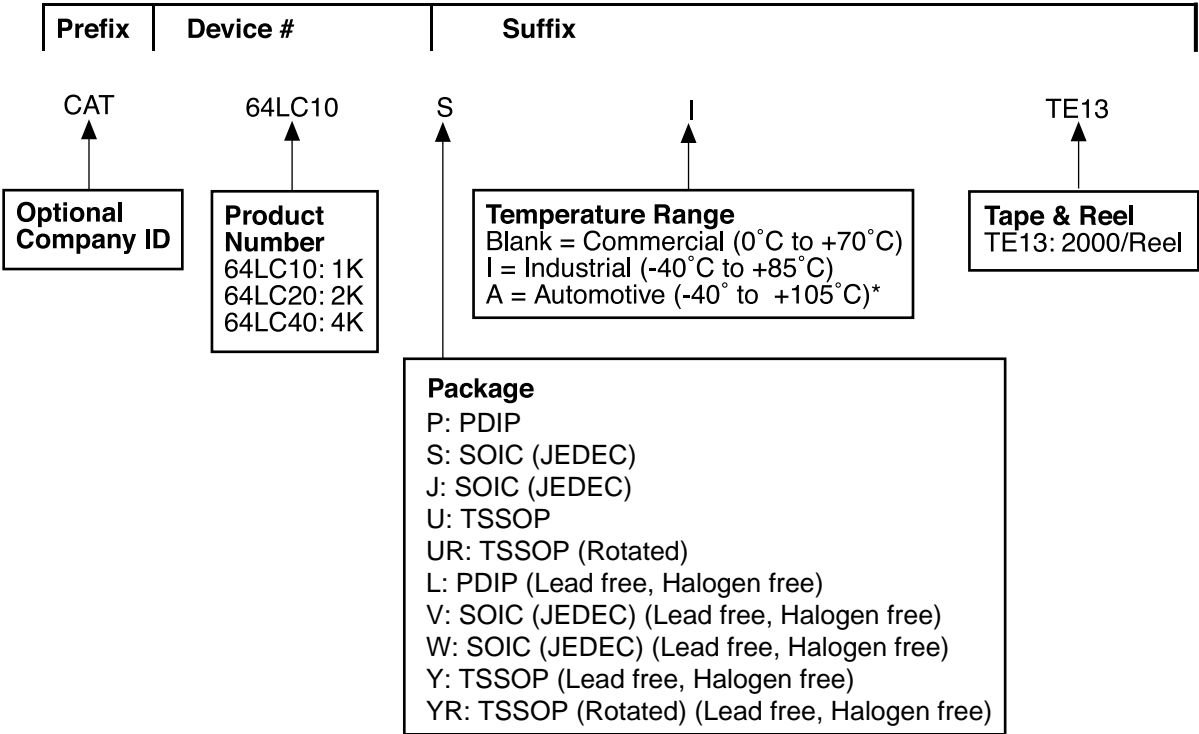 Prefix Device # Suffix
CAT 64LC10 S I TE13
Optional
Company ID
Product
Number
64LC10: 1K
64LC20: 2K
64LC40: 4K
Temperature Range
Blank = Commercial (0˚C to +70˚C)
I = Industrial (-40˚C to +85˚C)
A = Automotive (-40˚ to +105˚C)*
Tape & Reel
TE13: 2000/Reel
Package
P: PDIP
S: SOIC (JEDEC)
J: SOIC (JEDEC)
U: TSSOP
UR: TSSOP (Rotated)
L: PDIP (Lead free, Halogen free)
V: SOIC (JEDEC) (Lead free, Halogen free)
W: SOIC (JEDEC) (Lead free, Halogen free)
Y: TSSOP (Lead free, Halogen free)
YR: TSSOP (Rotated) (Lead free, Halogen free)